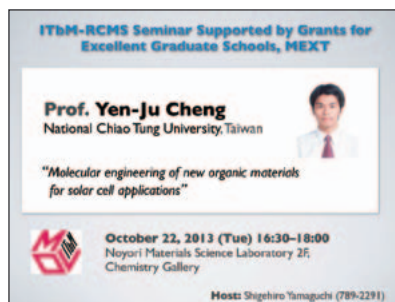 ITbM-RCMS Seminar Supported by Grants for
Excellent Graduate Schools, MEXT
Prof. Yen-Ju Cheng
National Chiao Tung University, Taiwan
"Molecular engineering of new organic materials
for solar cell applications"
October 22, 2013 (Tue) 16:30–18:00
Noyori Materials Science Laboratory 2F,
Chemistry Gallery
Host: Shigehiro Yamaguchi (789-2291)